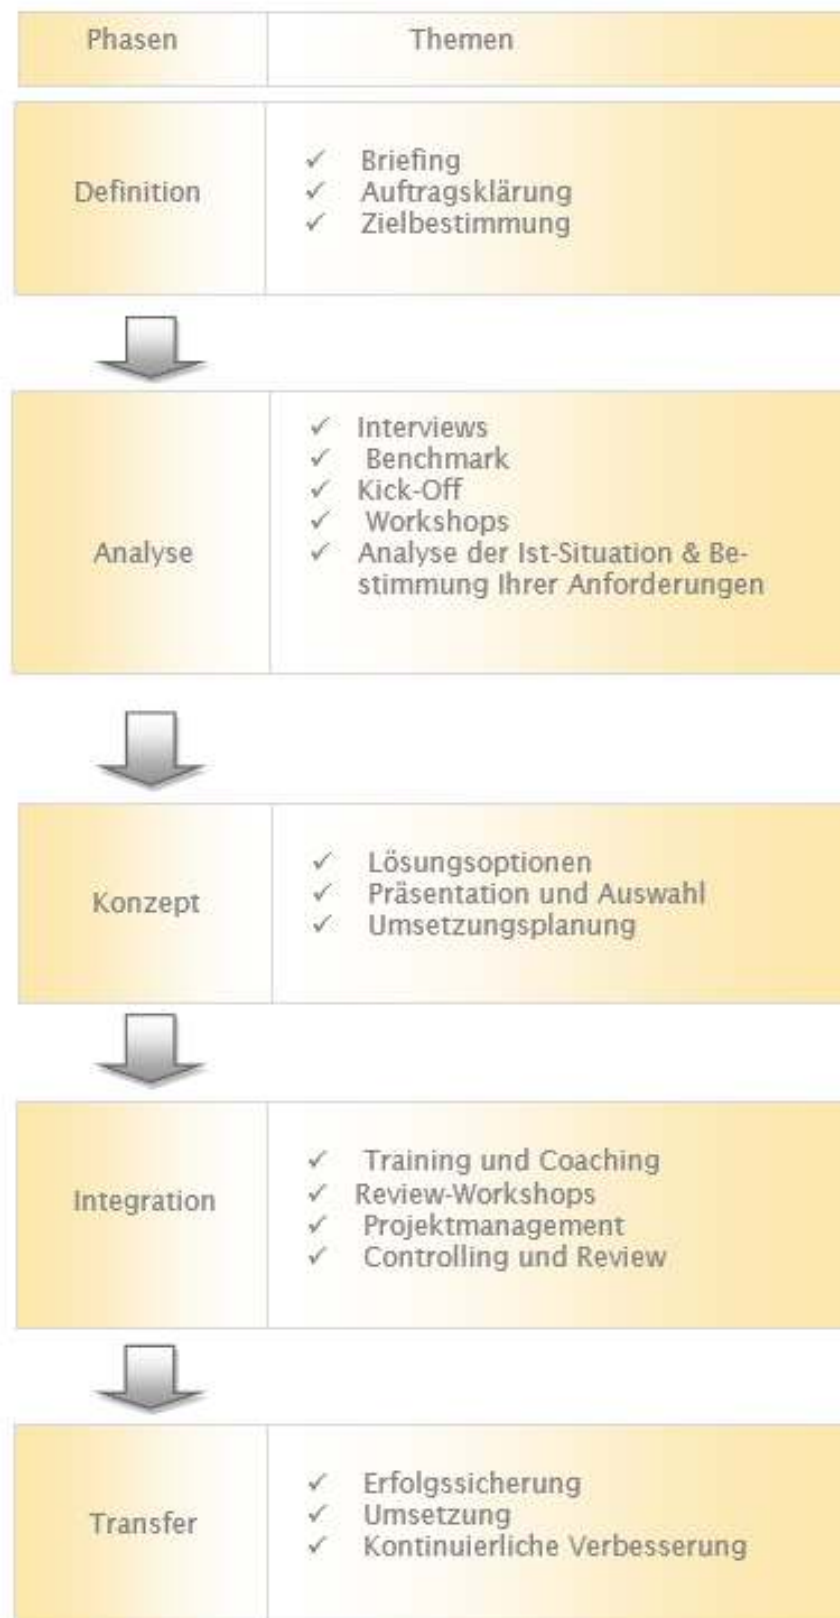 Phasen Themen
Definition
✓ Briefing
✓ Auftragsklärung
✓ Zielbestimmung
Analyse
✓ Interviews
✓ Benchmark
✓ Kick-Off
✓ Workshops
✓ Analyse der Ist-Situation & Be-
stimmung Ihrer Anforderungen
Konzept
✓ Lösungsoptionen
✓ Präsentation und Auswahl
✓ Umsetzungsplanung
Integration
✓ Training und Coaching
✓ Review-Workshops
✓ Projektmanagement
✓ Controlling und Review
Transfer
✓ Erfolgssicherung
✓ Umsetzung
✓ Kontinuierliche Verbesserung